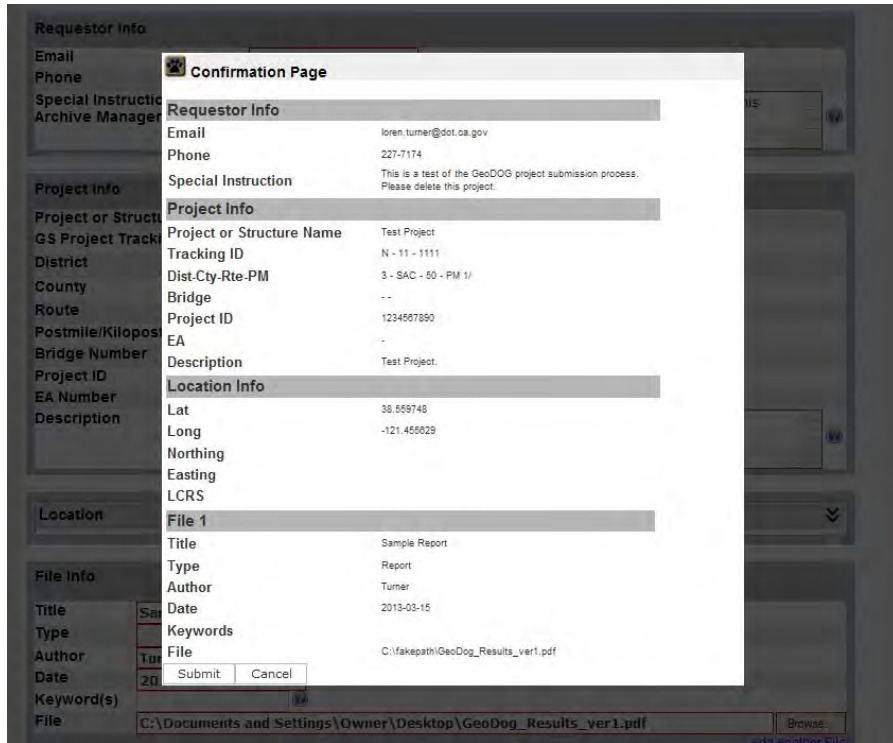 Requestor Info
Email
Phone
Special Instructio
Archive Manager
his
Confirmation Page
Requestor Info
Email loren.turner@dot.ca.gov
Phone 227-7174
Special Instruction This is a test of the GeoDOG project submission process.
Please delete this project.
Project Info
Project or Structure Name Test Project
Tracking ID N - 11 - 1111
Dist-Cty-Rte-PM 3 - SAC - 50 - PM 1/
Bridge - -
Project ID 1234567890
EA -
Description Test Project.
Location Info
Lat 38.559748
Long -121.455629
Northing
Easting
LCRS
File 1
Title Sample Report
Type Report
Author Turner
Date 2013-03-15
Keywords
File C:\fakepath\GeoDog_Results_ver1.pdf
Submit Cancel
Project Info
Project or Structu
GS Project Tracki
District
County
Route
Postmile/Kilopost
Bridge Number
Project ID
EA Number
Description
Location
File Info
Title Sa
Type
Author Tur
Date 20
Keyword(s)
File C:\Documents and Settings\Owner\Desktop\GeoDog_Results_ver1.pdf Browse...
add another File